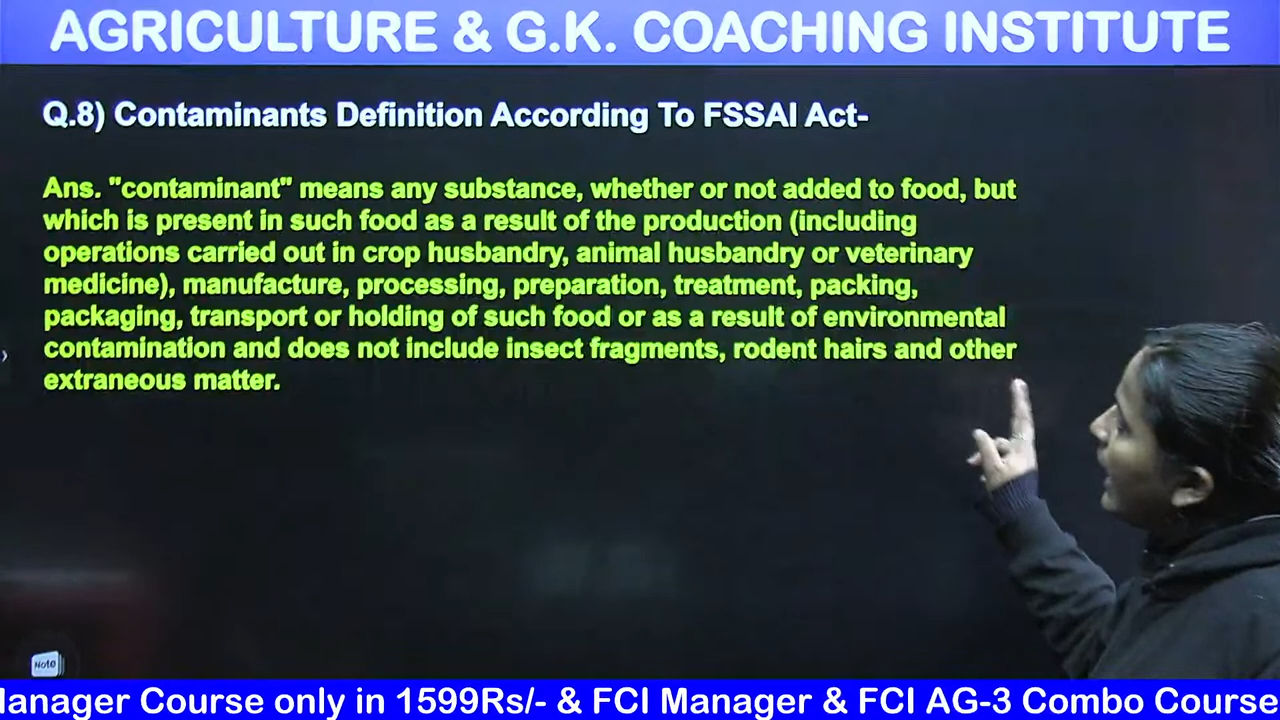 AGRICULTURE & G.K. COACHING INSTITUTE
Q.8) Contaminants Definition According To FSSAI Act-
Ans. "contaminant" means any substance, whether or not added to food, but
which is present in such food as a result of the production (including
operations carried out in crop husbandry, animal husbandry or veterinary
medicine), manufacture, processing, preparation, treatment, packing,
packaging, transport or holding of such food or as a result of environmental
contamination and does not include insect fragments, rodent hairs and other
extraneous matter.
Note
Course only in 1599Rs/- & FCI Manager & FCI AG-3 Combo Course